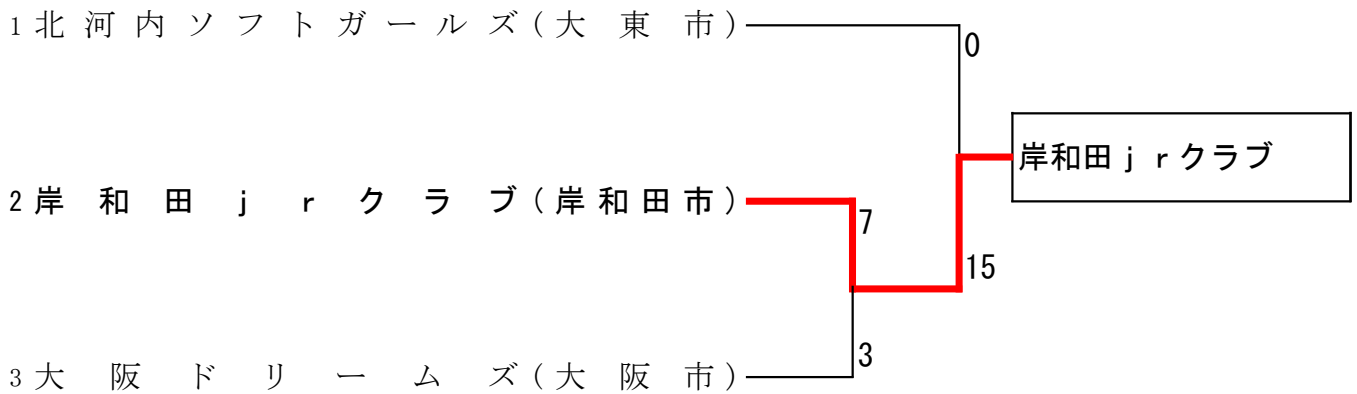 1 北河内ソフトガールズ(大東市)
0
岸和田ｊｒクラブ
2 岸和田ｊｒクラブ(岸和田市)
7
15
3
3 大阪ドリームズ(大阪市)